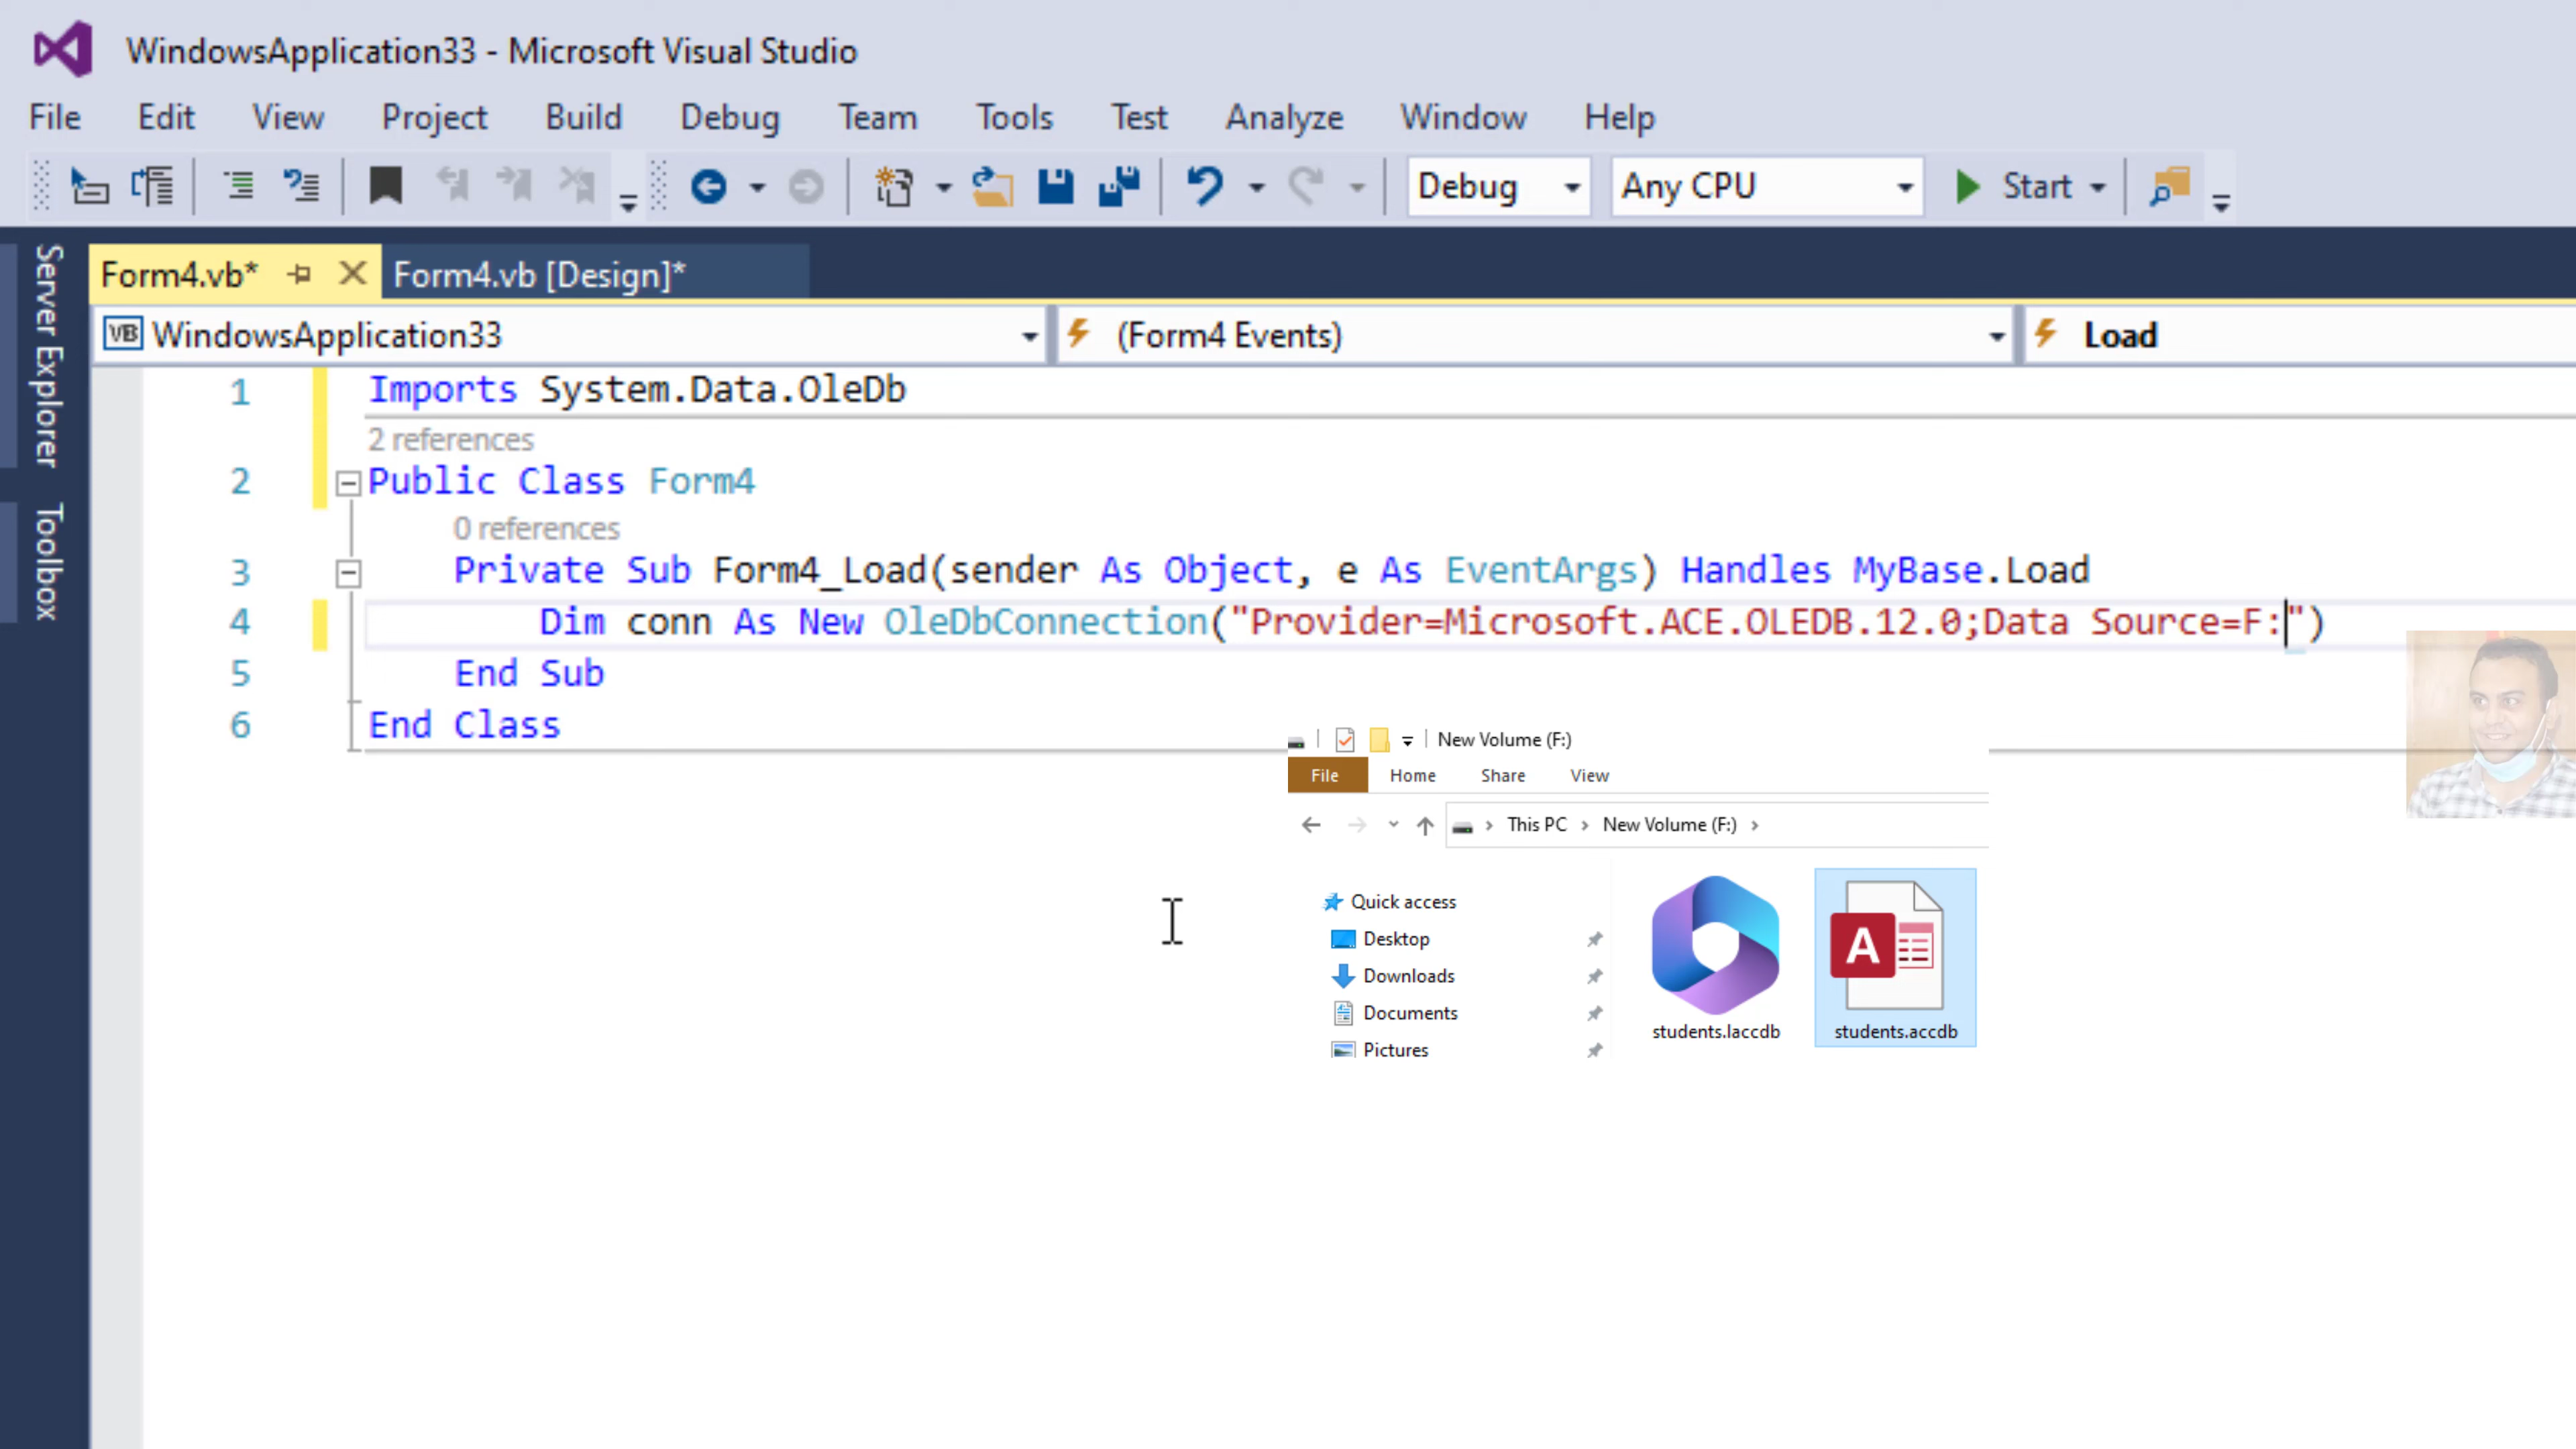 WindowsApplication33 - Microsoft Visual Studio
File Edit View Project Build Debug Team Tools Test Analyze Window Help
Debug Any CPU Start
Server Explorer
Toolbox
Form4.vb* Form4.vb [Design]*
VB WindowsApplication33 (Form4 Events) Load
1 Imports System.Data.OleDb
2 references
2 Public Class Form4
0 references
3 Private Sub Form4_Load(sender As Object, e As EventArgs) Handles MyBase.Load
4 Dim conn As New OleDbConnection("Provider=Microsoft.ACE.OLEDB.12.0;Data Source=F:")
5 End Sub
6 End Class
New Volume (F:)
File Home Share View
This PC > New Volume (F:) >
Quick access
Desktop
Downloads
Documents
Pictures
A
students.laccdb students.accdb